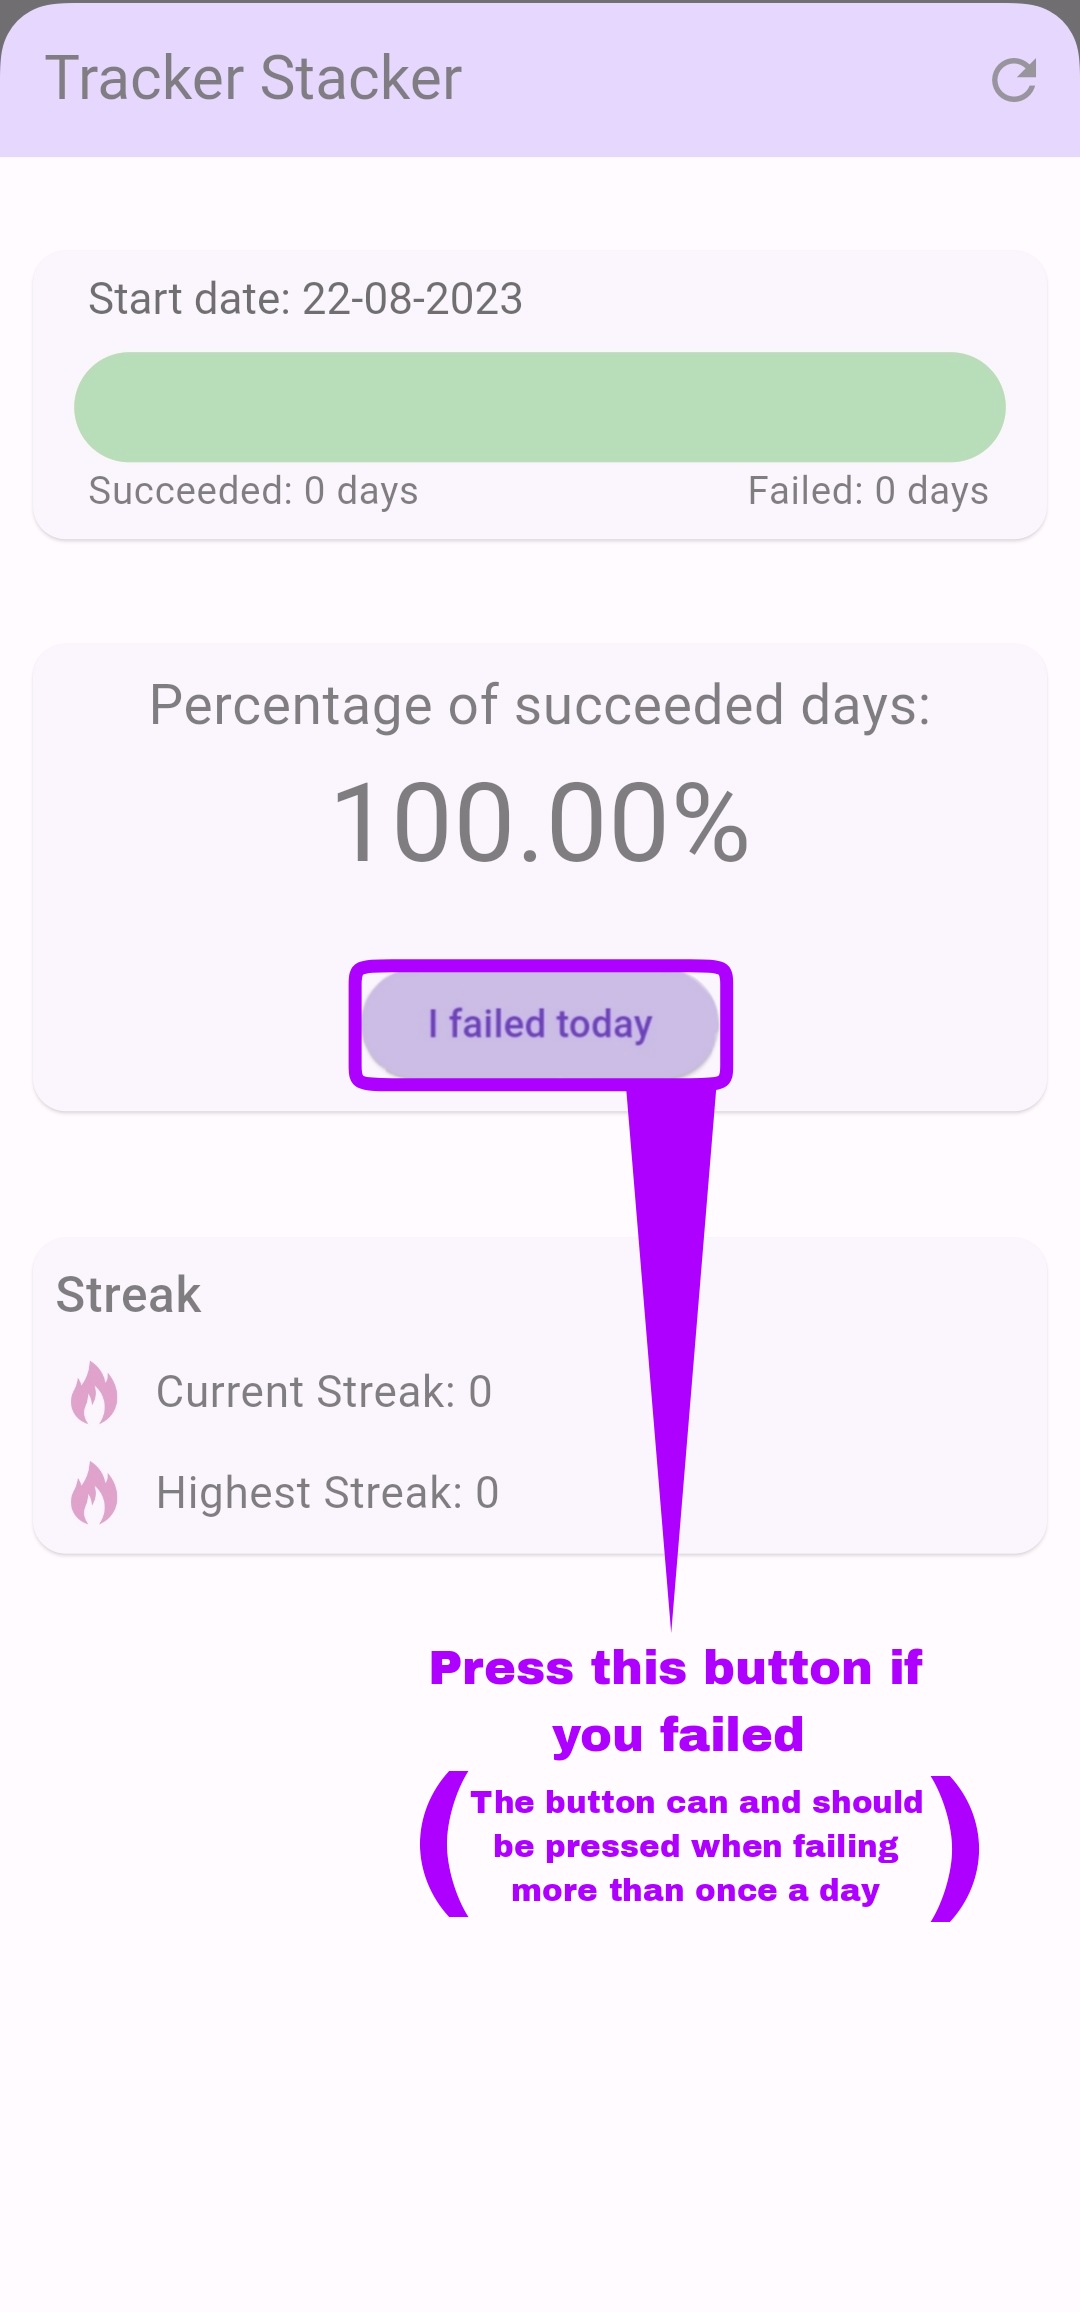 Tracker Stacker
Start date: 22-08-2023
Succeeded: 0 days
Failed: 0 days
Percentage of succeeded days:
100.00%
I failed today
Streak
Current Streak: 0
Highest Streak: 0
Press this button if
you failed
(The button can and should
be pressed when failing
more than once a day)